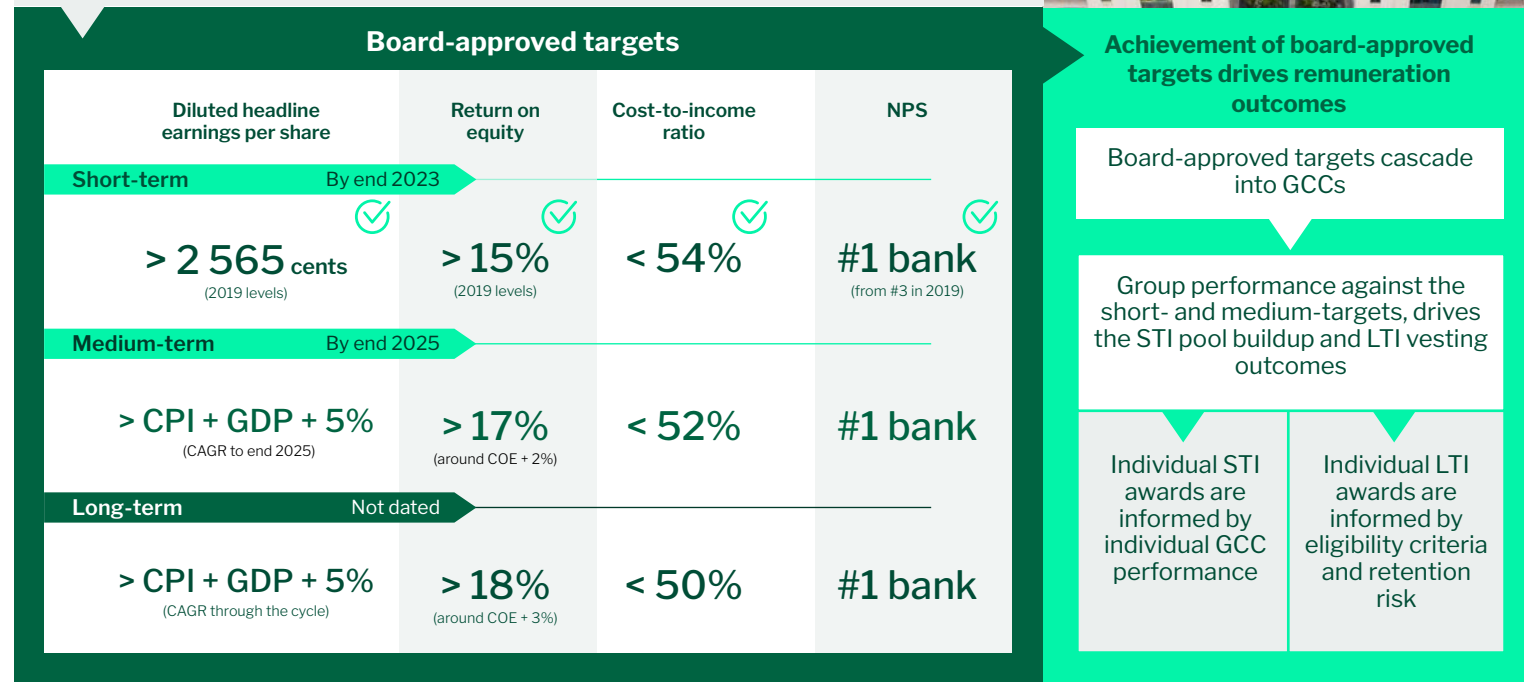 Board-approved targets
Diluted headline
earnings per share
Return on
equity
Cost-to-income
ratio
NPS
Short-term By end 2023
> 2 565 cents
(2019 levels)
> 15%
(2019 levels)
< 54%
#1 bank
(from #3 in 2019)
Medium-term By end 2025
> CPI + GDP + 5%
(CAGR to end 2025)
> 17%
(around COE + 2%)
< 52%
#1 bank
Long-term Not dated
> CPI + GDP + 5%
(CAGR through the cycle)
> 18%
(around COE + 3%)
< 50%
#1 bank
Achievement of board-approved
targets drives remuneration
outcomes
Board-approved targets cascade
into GCCs
Group performance against the
short- and medium-targets, drives
the STI pool buildup and LTI vesting
outcomes
Individual STI
awards are
informed by
individual GCC
performance
Individual LTI
awards are
informed by
eligibility criteria
and retention
risk